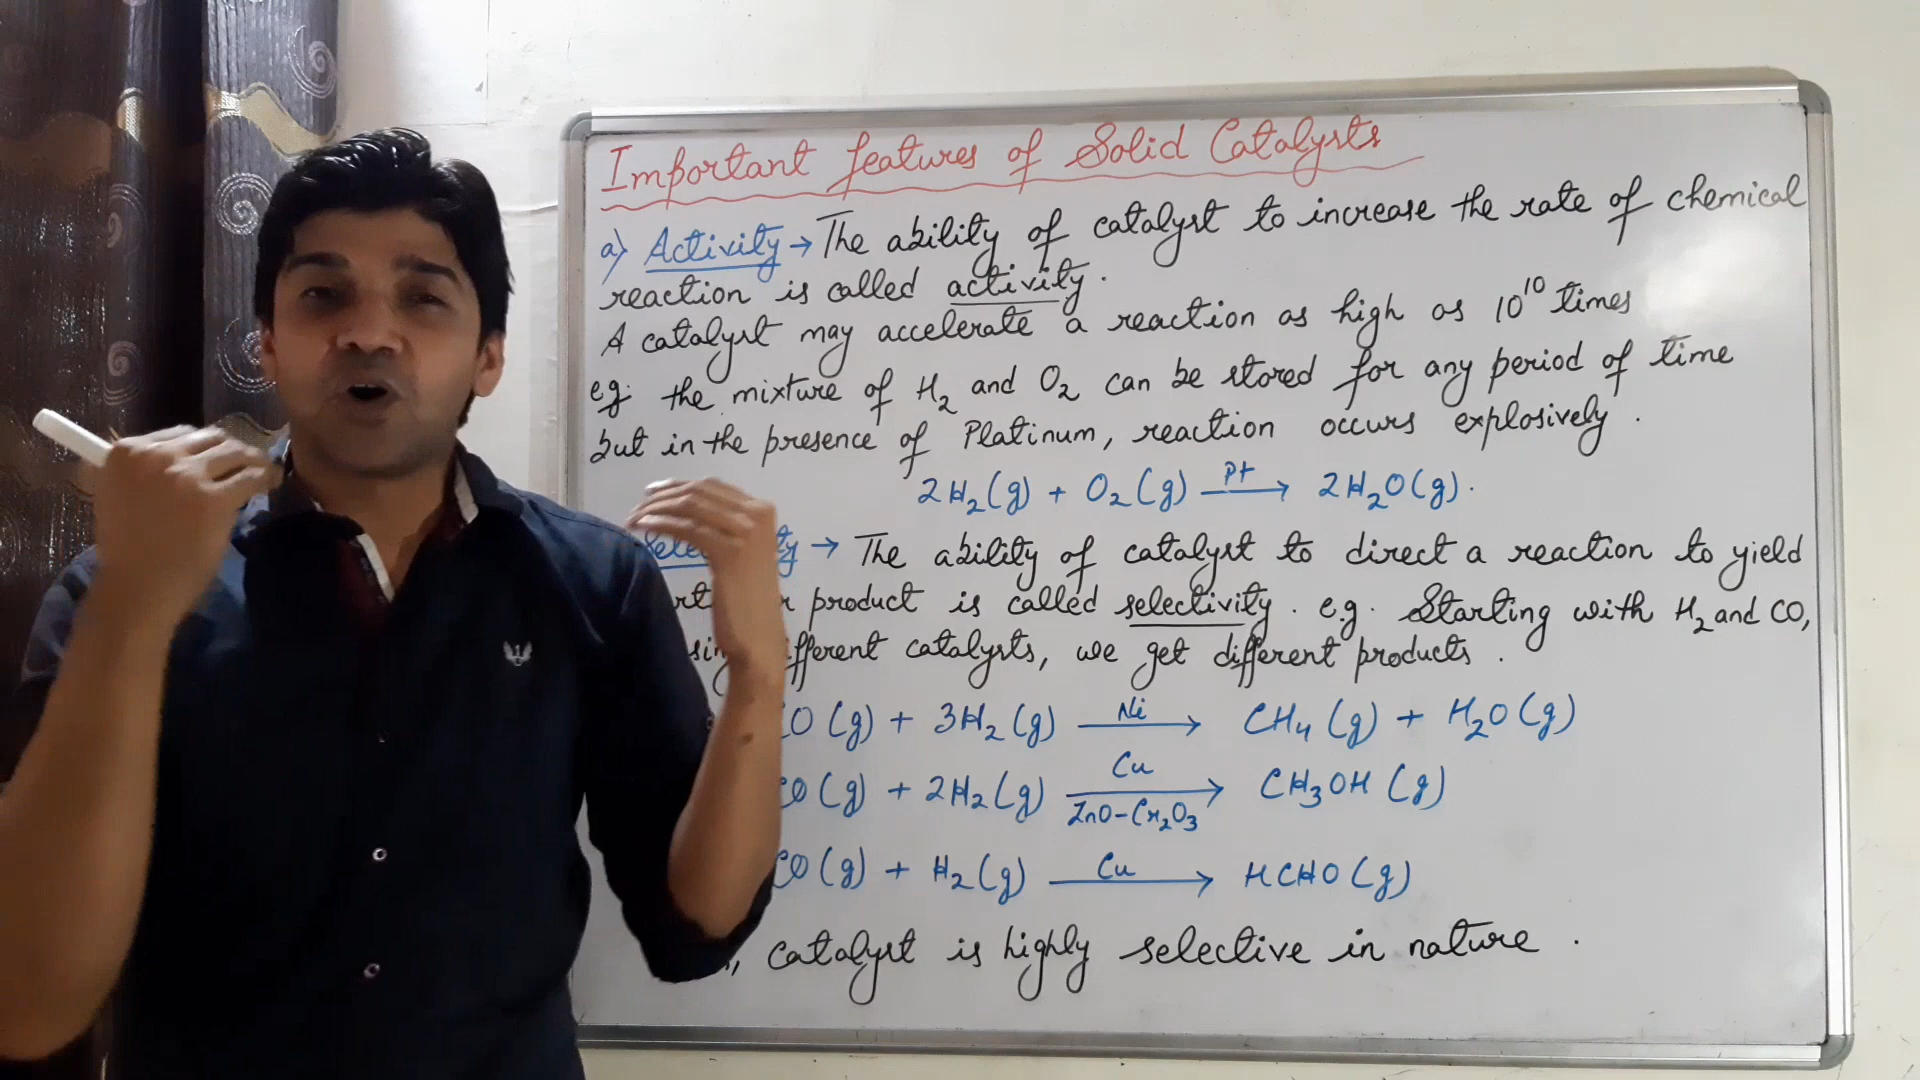 Important features of Solid Catalysts
a) Activity → The ability of catalyst to increase the rate of chemical
reaction is called activity.
A catalyst may accelerate a reaction as high as 10¹⁰ times
e.g. the mixture of H₂ and O₂ can be stored for any period of time
but in the presence of Platinum, reaction occurs explosively.
2H₂(g) + O₂(g) —Pt→ 2H₂O(g).
→ The ability of catalyst to direct a reaction to yield
product is called selectivity. e.g. Starting with H₂ and CO,
different catalysts, we get different products.
CO(g) + 3H₂(g) —Ni→ CH₄(g) + H₂O(g)
Cu
CO(g) + 2H₂(g) → CH₃OH(g)
ZnO-Cr₂O₃
CO(g) + H₂(g) —Cu→ HCHO(g)
, catalyst is highly selective in nature.